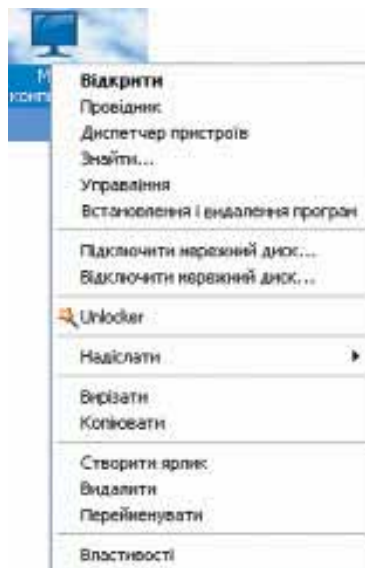 М
комп
Відкрити
Провідник
Диспетчер пристроїв
Знайти...
Управління
Встановлення і видалення програм
Підключити мережний диск...
Відключити мережний диск...
Unlocker
Надіслати
Вирізати
Копіювати
Створити ярлик
Видалити
Перейменувати
Властивості